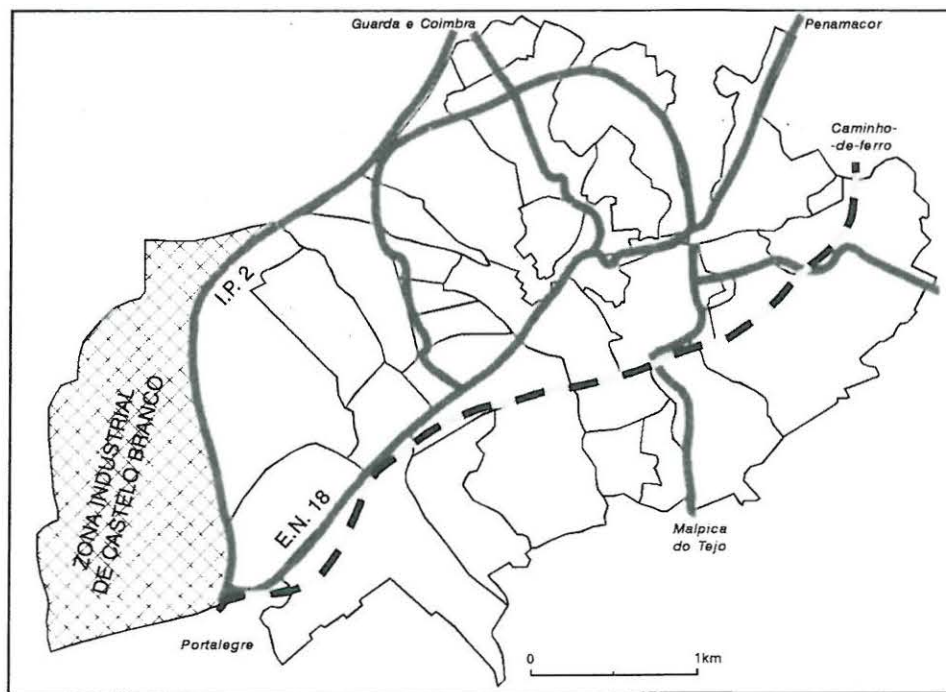 Guarda e Coimbra
Penamacor
Caminho-
-de-ferro
I.P. 2
ZONA INDUSTRIAL
DE CASTELO BRANCO
E.N. 18
Malpica
do Tejo
Portalegre
0
1km